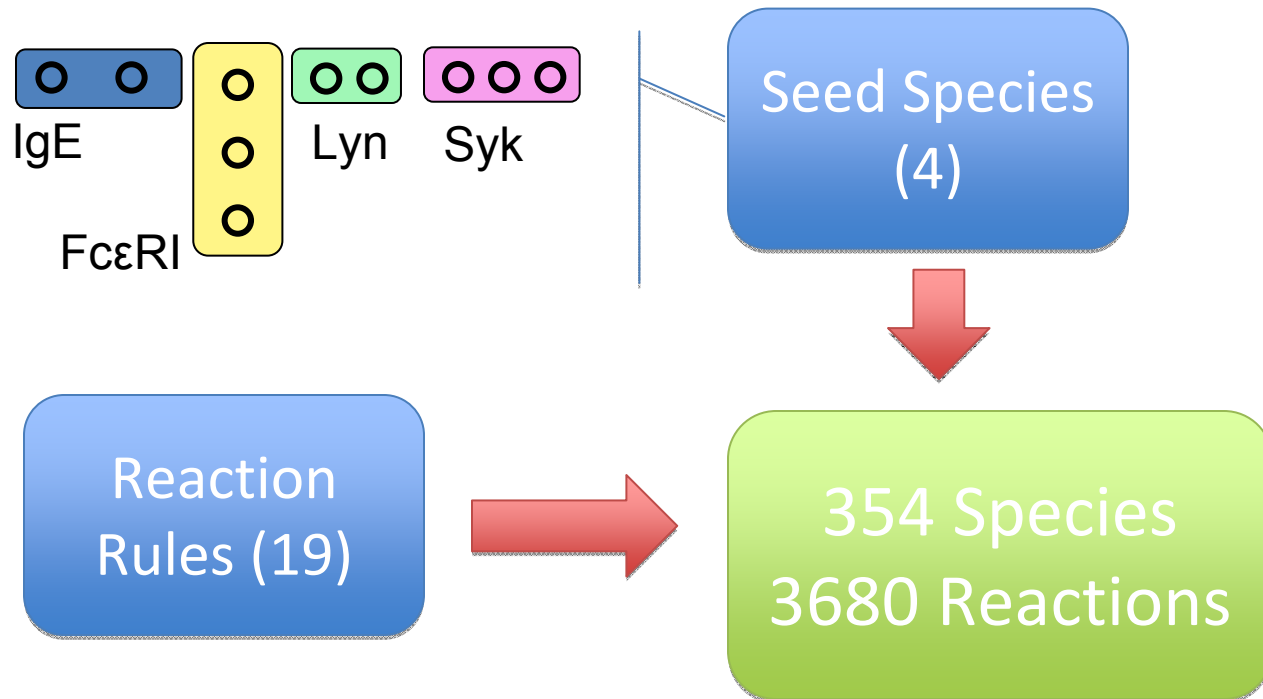 IgE
FcεRI
Lyn
Syk
Seed Species
(4)
Reaction
Rules (19)
354 Species
3680 Reactions